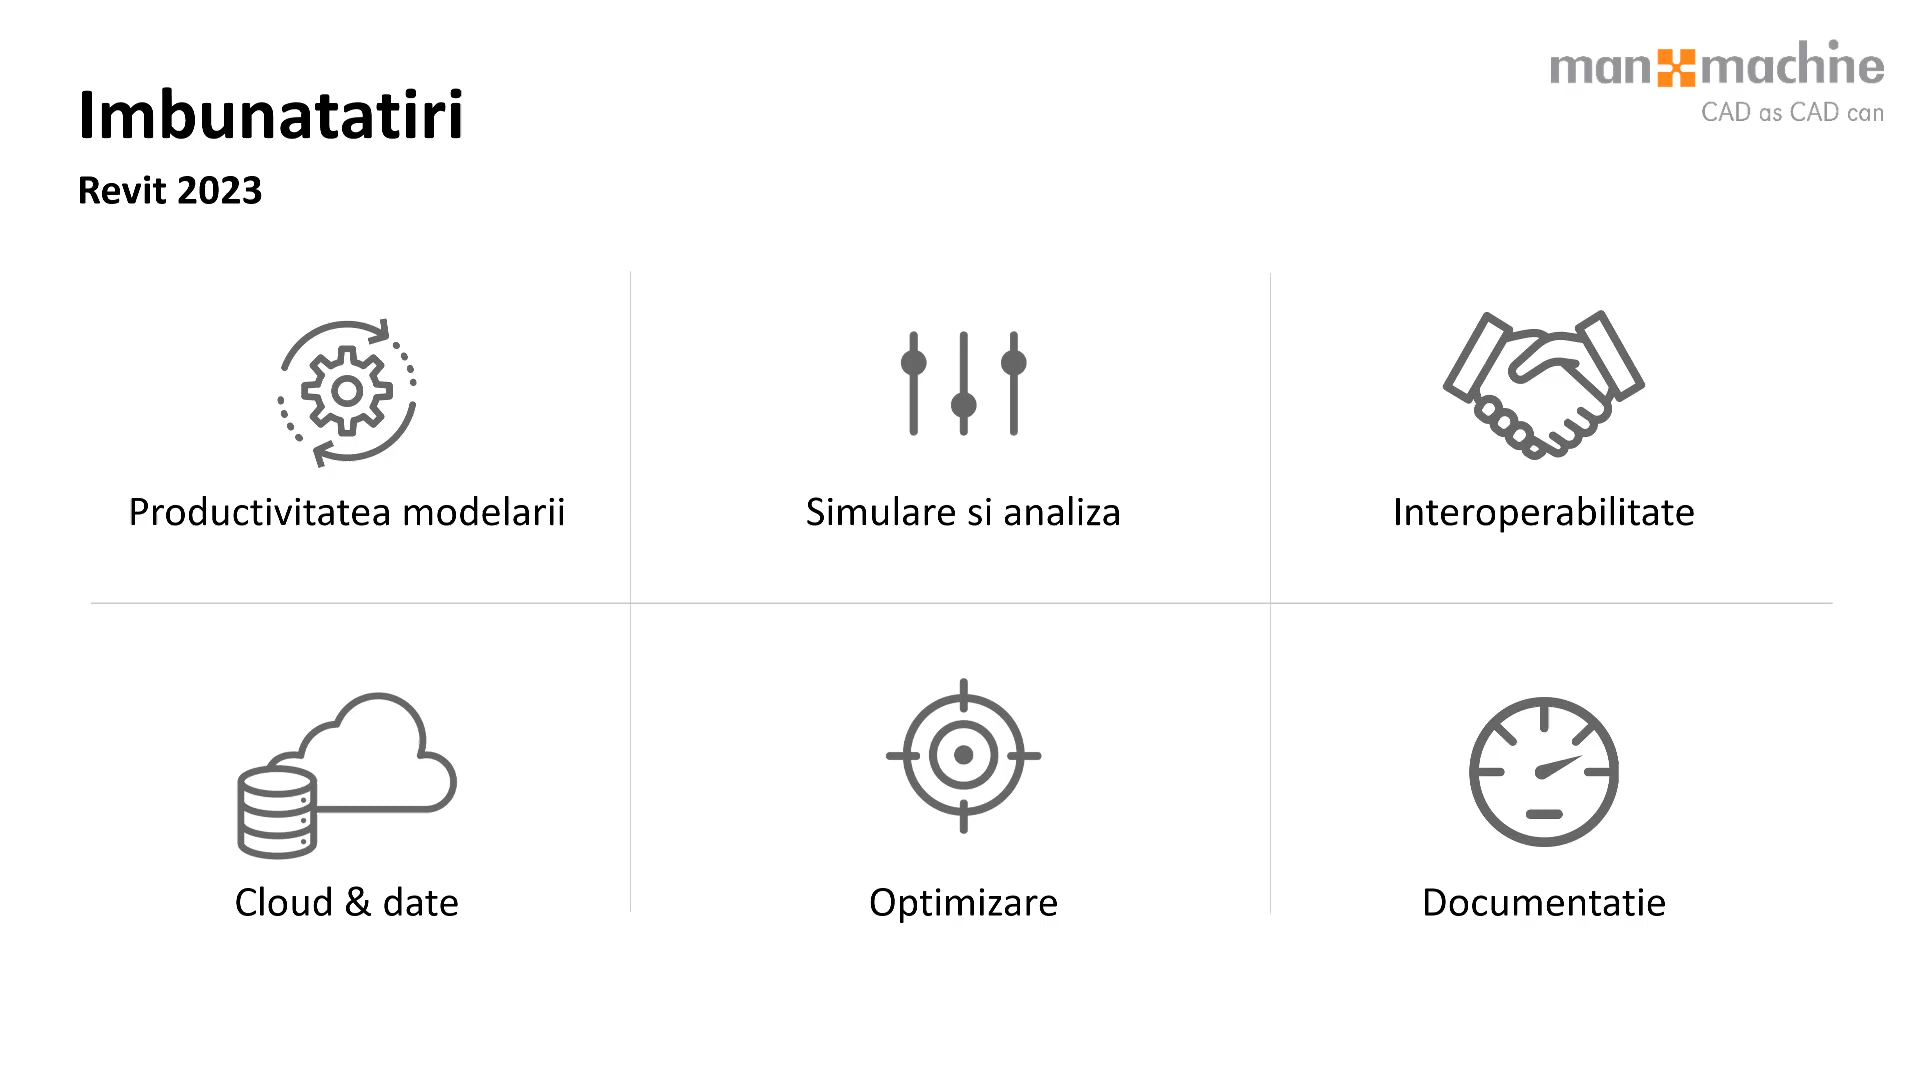 man machine
CAD as CAD can
Imbunatatiri
Revit 2023
Productivitatea modelarii
Simulare si analiza
Interoperabilitate
Cloud & date
Optimizare
Documentatie